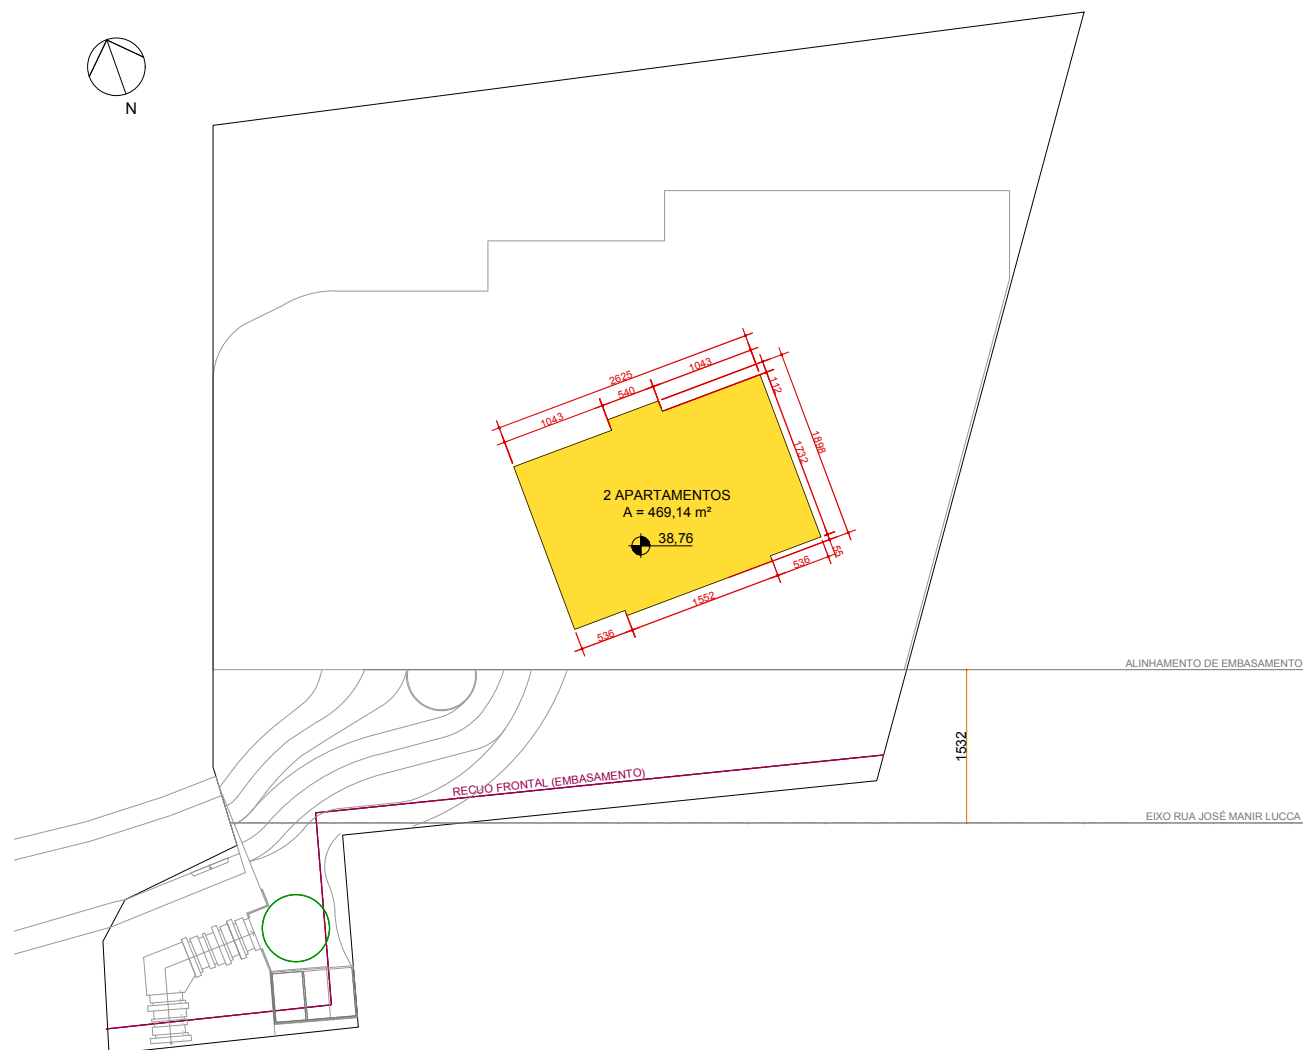 N
2625
1043
540
1043
112
1898
1732
2 APARTAMENTOS
A = 469,14 m²
38,76
55
536
1552
536
ALINHAMENTO DE EMBASAMENTO
1532
RECUO FRONTAL (EMBASAMENTO)
EIXO RUA JOSÉ MANIR LUCCA